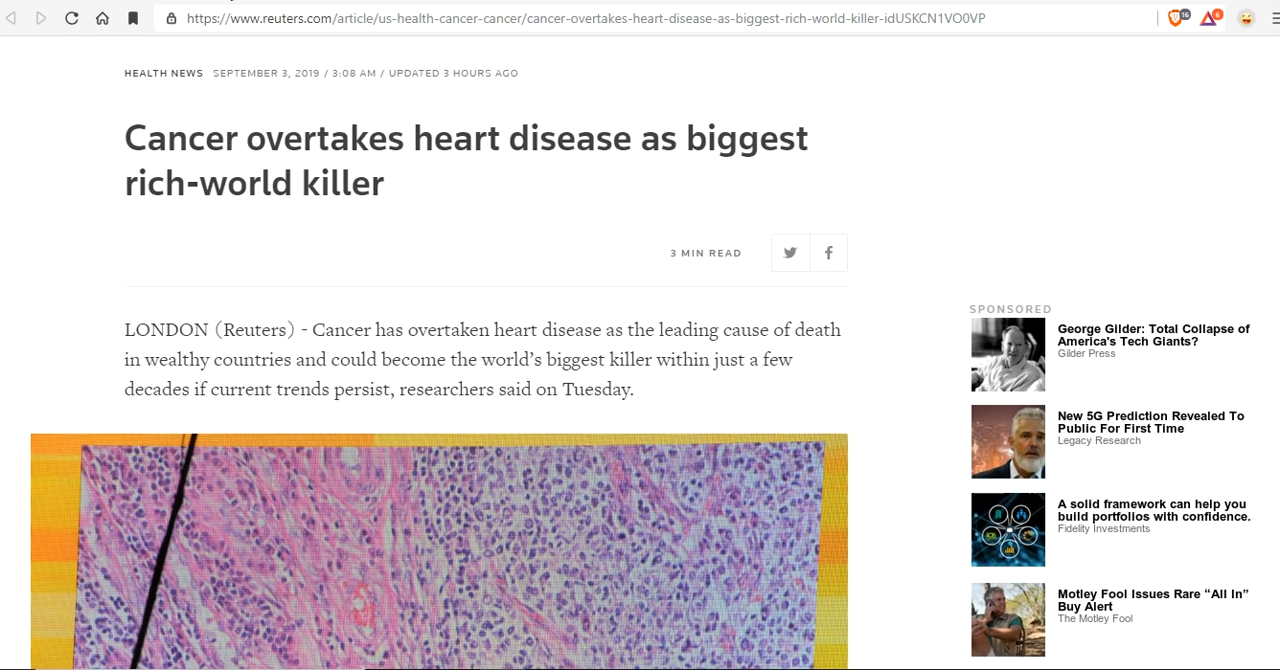 https://www.reuters.com/article/us-health-cancer-cancer/cancer-overtakes-heart-disease-as-biggest-rich-world-killer-idUSKCN1VO0VP
16
6
HEALTH NEWS SEPTEMBER 3, 2019 / 3:08 AM / UPDATED 3 HOURS AGO
Cancer overtakes heart disease as biggest
rich-world killer
3 MIN READ
LONDON (Reuters) - Cancer has overtaken heart disease as the leading cause of death
in wealthy countries and could become the world’s biggest killer within just a few
decades if current trends persist, researchers said on Tuesday.
SPONSORED
George Gilder: Total Collapse of
America's Tech Giants?
Gilder Press
New 5G Prediction Revealed To
Public For First Time
Legacy Research
A solid framework can help you
build portfolios with confidence.
Fidelity Investments
Motley Fool Issues Rare “All In”
Buy Alert
The Motley Fool